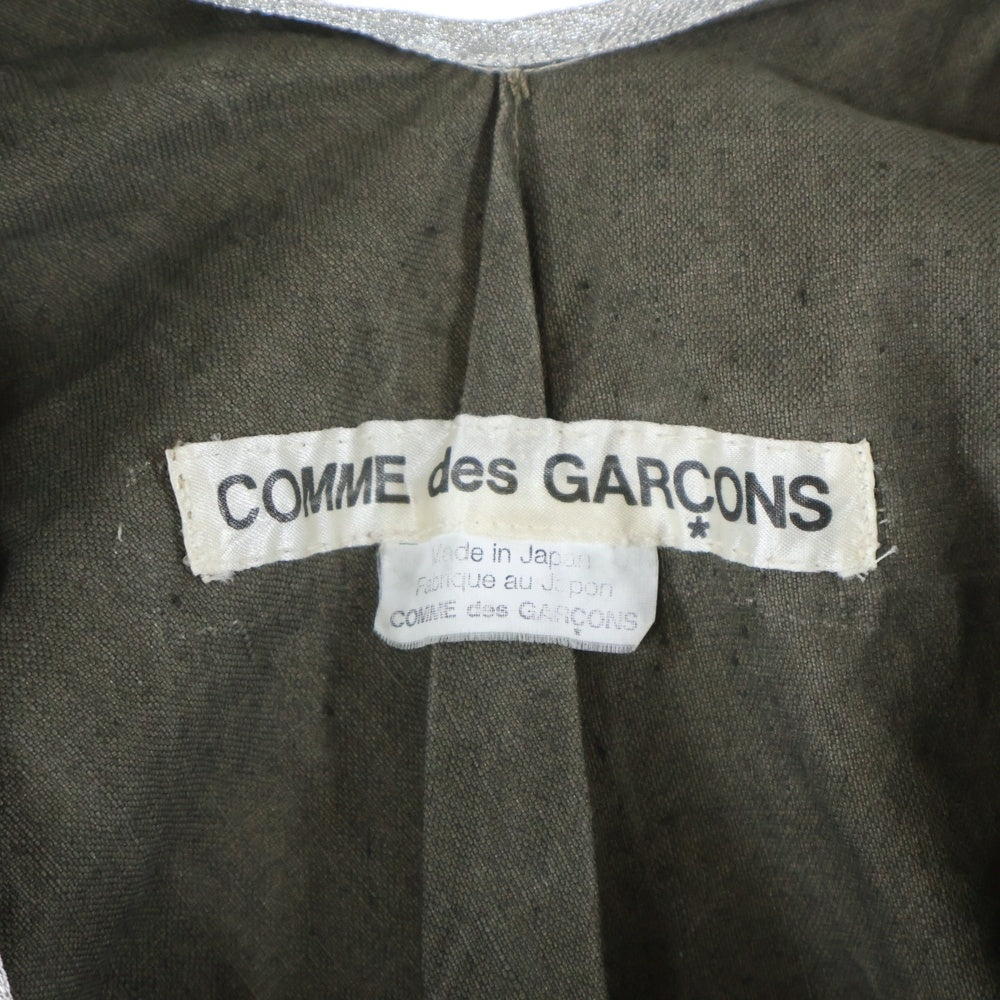 COMME des GARÇONS
Made in Japan
Fabrique au Japon
COMME des GARÇONS